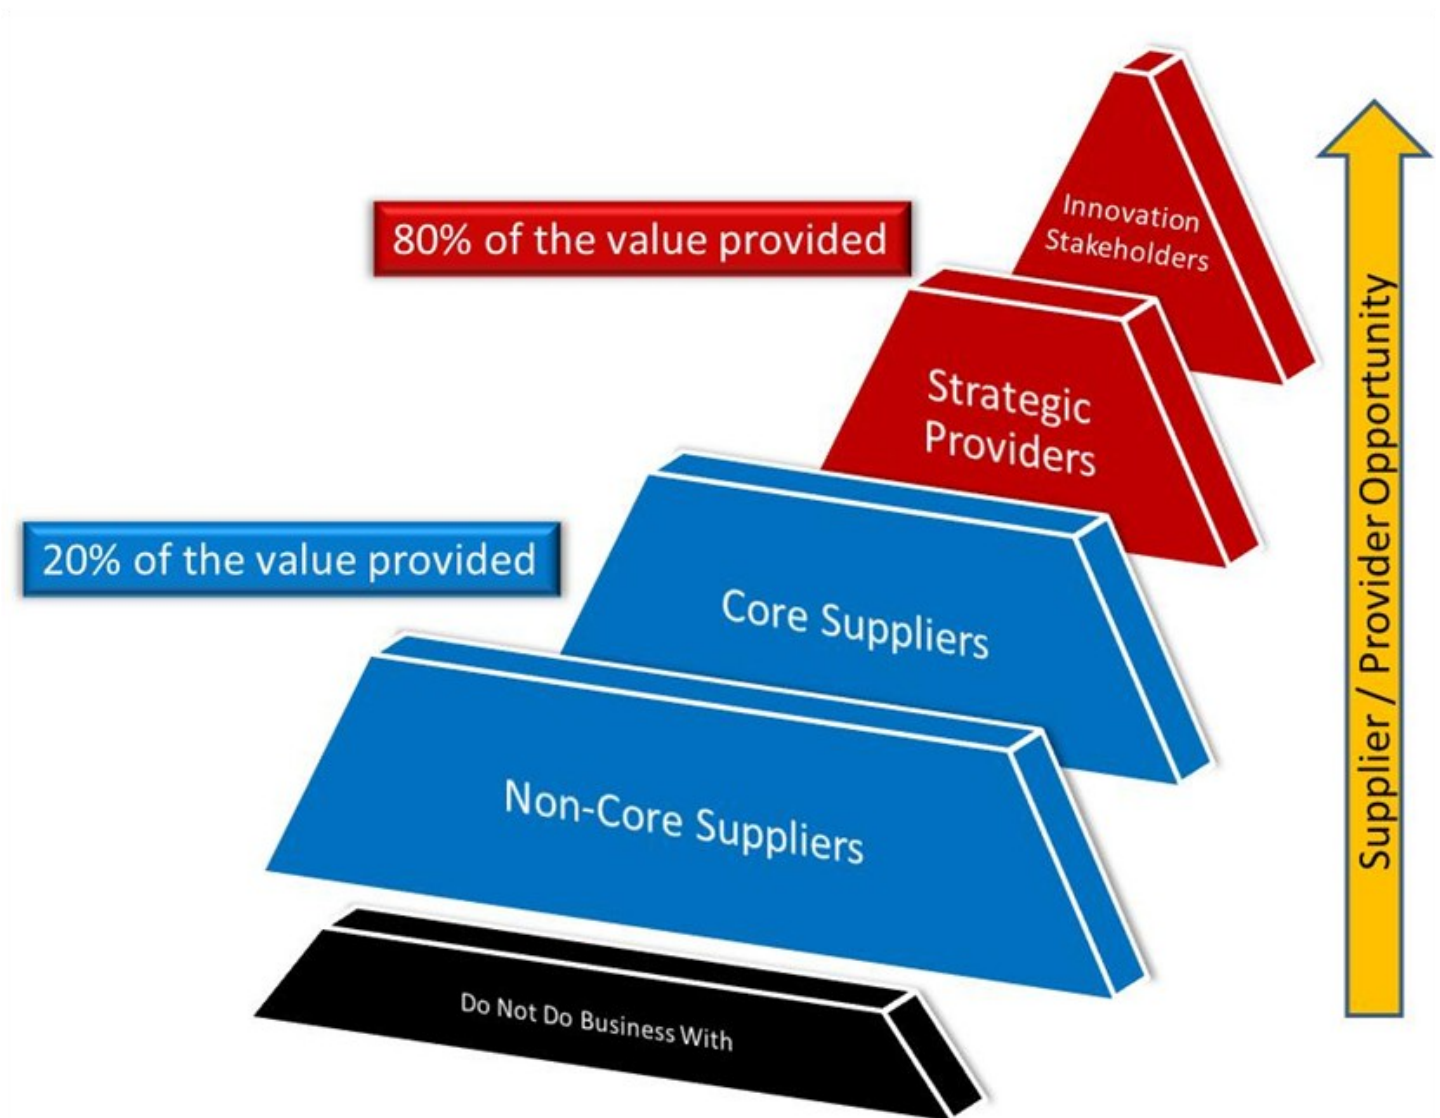 Innovation
Stakeholders
80% of the value provided
Strategic
Providers
20% of the value provided
Core Suppliers
Non-Core Suppliers
Do Not Do Business With
Supplier / Provider Opportunity